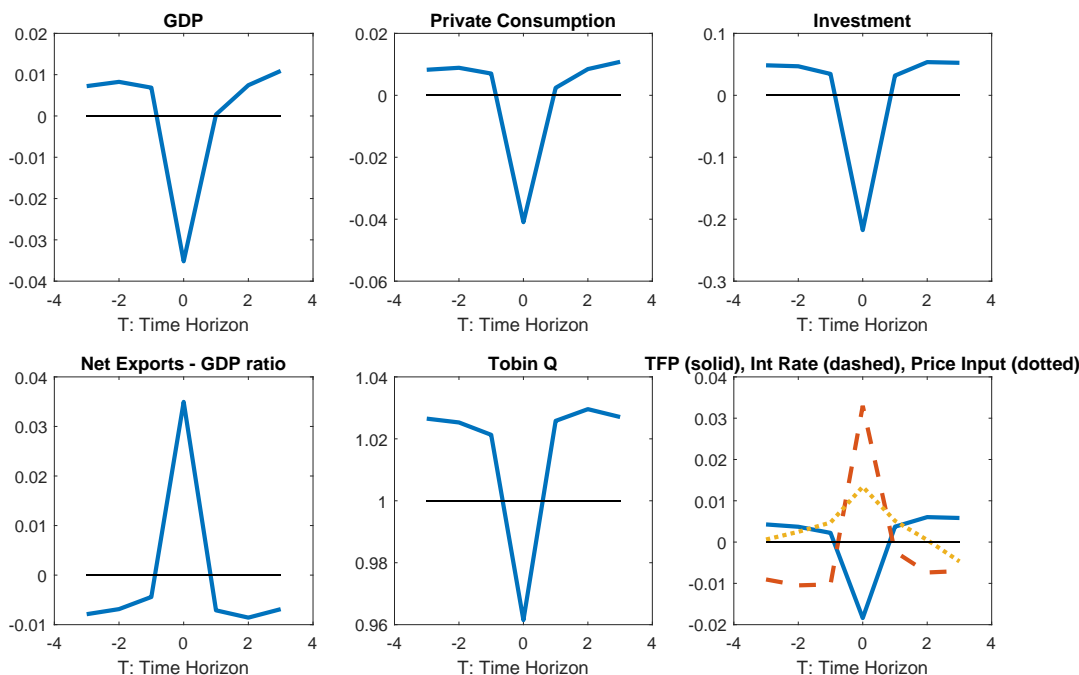 GDP
0.02
0.01
0
-0.01
-0.02
-0.03
-0.04
-4 -2 0 2 4
T: Time Horizon
Private Consumption
0.04
0.02
0
-0.02
-0.04
-0.06
-4 -2 0 2 4
T: Time Horizon
Investment
0.1
0
-0.1
-0.2
-0.3
-4 -2 0 2 4
T: Time Horizon
Net Exports - GDP ratio
0.04
0.03
0.02
0.01
0
-0.01
-4 -2 0 2 4
T: Time Horizon
Tobin Q
1.04
1.02
1
0.98
0.96
-4 -2 0 2 4
T: Time Horizon
TFP (solid), Int Rate (dashed), Price Input (dotted)
0.04
0.03
0.02
0.01
0
-0.01
-0.02
-4 -2 0 2 4
T: Time Horizon